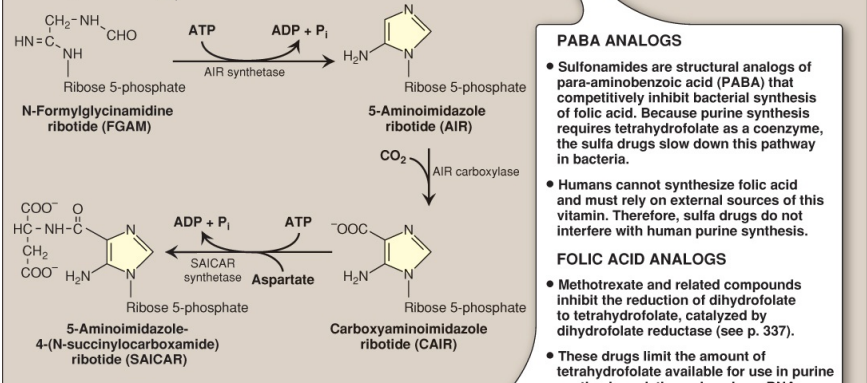 CH2–NH
CHO
HN=C
NH
Ribose 5-phosphate
N-Formylglycinamidine
ribotide (FGAM)
ATP
ADP + Pi
AIR synthetase
N
H2N
N
Ribose 5-phosphate
5-Aminoimidazole
ribotide (AIR)
CO2
AIR carboxylase
⁻OOC
N
H2N
N
Ribose 5-phosphate
Carboxyaminoimidazole
ribotide (CAIR)
ADP + Pi
ATP
SAICAR
synthetase
Aspartate
COO⁻
O
HC–NH–C
CH2
COO⁻
N
H2N
N
Ribose 5-phosphate
5-Aminoimidazole-
4-(N-succinylocarboxamide)
ribotide (SAICAR)
PABA ANALOGS
• Sulfonamides are structural analogs of
para-aminobenzoic acid (PABA) that
competitively inhibit bacterial synthesis
of folic acid. Because purine synthesis
requires tetrahydrofolate as a coenzyme,
the sulfa drugs slow down this pathway
in bacteria.
• Humans cannot synthesize folic acid
and must rely on external sources of this
vitamin. Therefore, sulfa drugs do not
interfere with human purine synthesis.
FOLIC ACID ANALOGS
• Methotrexate and related compounds
inhibit the reduction of dihydrofolate
to tetrahydrofolate, catalyzed by
dihydrofolate reductase (see p. 337).
• These drugs limit the amount of
tetrahydrofolate available for use in purine